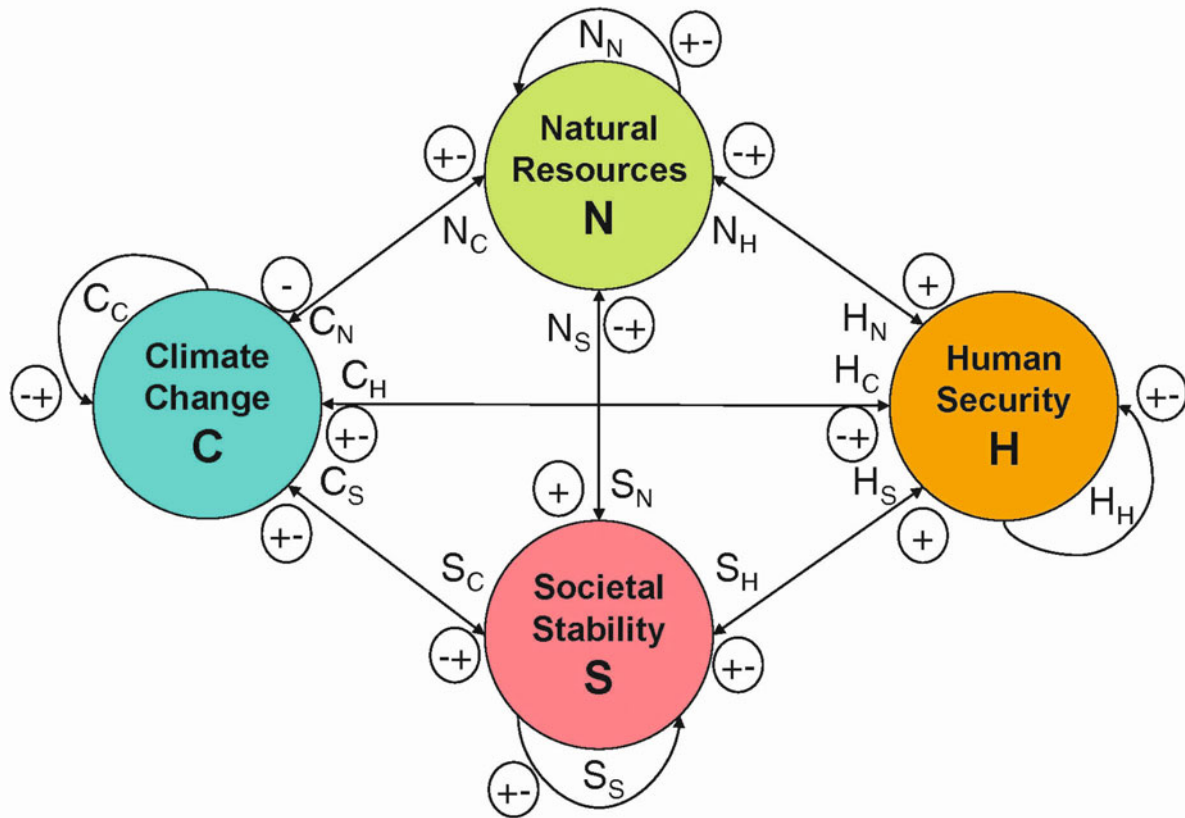 N_N
+-
Natural
Resources
N
+-
-+
N_C
N_H
-
+
C_C
C_N
N_S
-+
H_N
Climate
Change
C
-+
C_H
+-
H_C
-+
Human
Security
H
+-
C_S
+-
+
S_N
H_S
+
H_H
S_C
-+
Societal
Stability
S
S_H
+-
+-
S_S